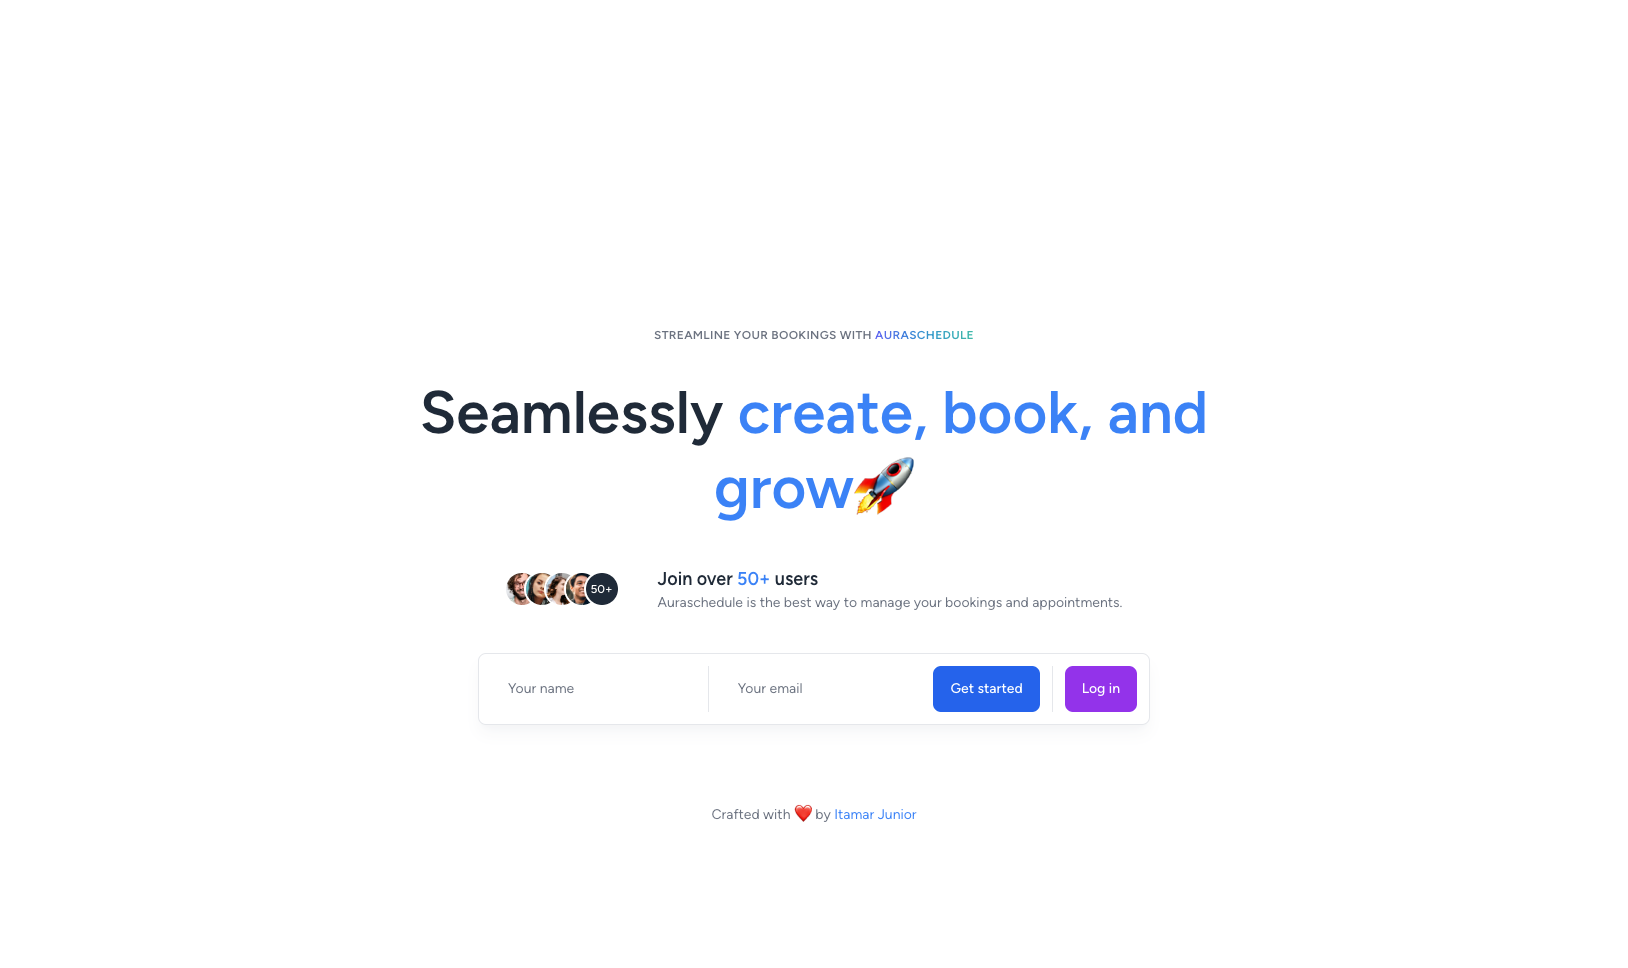 STREAMLINE YOUR BOOKINGS WITH AURASCHEDULE
Seamlessly create, book, and
grow🚀
50+
Join over 50+ users
Auraschedule is the best way to manage your bookings and appointments.
Your name
Your email
Get started
Log in
Crafted with ❤️ by Itamar Junior